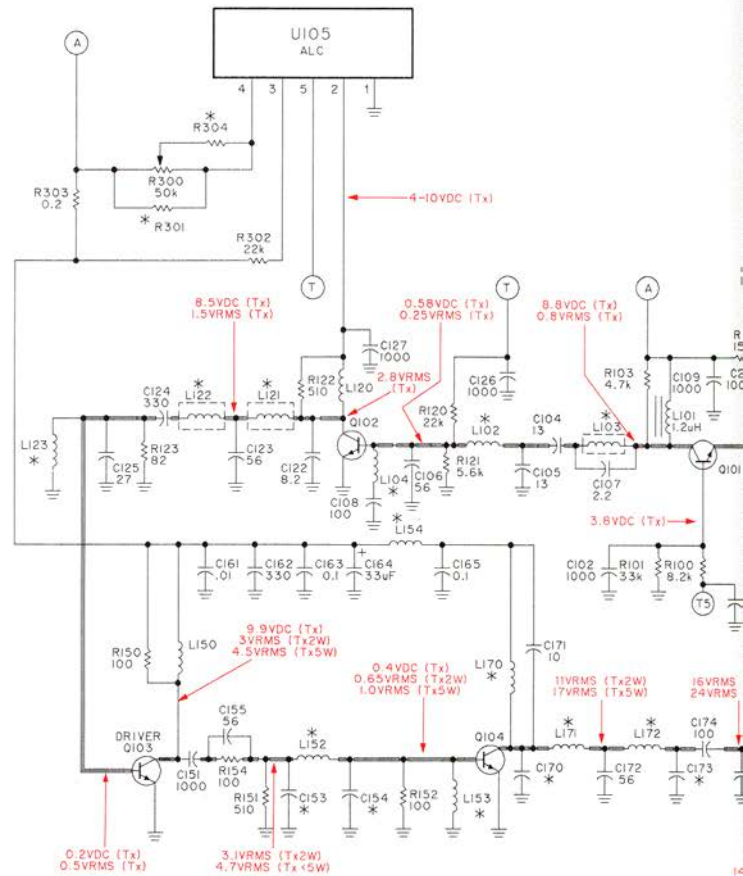 U105
ALC
A
4 3 5 2 1
*
R304
R300
50k
R303
0.2
*
R301
4-10VDC (Tx)
R302
22k
8.5VDC (Tx)
1.5VRMS (Tx)
T
0.58VDC (Tx)
0.25VRMS (Tx)
T
8.8VDC (Tx)
0.8VRMS (Tx)
A
C127
1000
R122
510
L120
2.8VRMS
(Tx)
C126
1000
R103
4.7k
C109
1000
R
15
C124
330
*
L122
*
L121
R120
22k
*
L102
C104
13
*
L103
L101
1.2uH
L123
*
Q102
R123
82
C125
27
C123
56
C122
8.2
L104
*
C106
56
R121
5.6k
C105
13
C107
2.2
Q101
C108
100
*
L154
3.8VDC (Tx)
C161
.01
C162
330
C163
0.1
+
C164
33uF
C165
0.1
C102
1000
R101
33k
R100
8.2k
T5
R150
100
L150
9.9VDC (Tx)
3VRMS (Tx2W)
4.5VRMS (Tx5W)
0.4VDC (Tx)
0.65VRMS (Tx2W)
1.0VRMS (Tx5W)
C171
10
L170
*
11VRMS (Tx2W)
17VRMS (Tx5W)
16VRMS
24VRMS
DRIVER
Q103
C155
56
*
L152
Q104
*
L171
*
L172
C174
100
C151
1000
R154
100
R151
510
C153
*
C154
*
R152
100
L153
*
C170
*
C172
56
C173
*
0.2VDC (Tx)
0.5VRMS (Tx)
3.1VRMS (Tx2W)
4.7VRMS (Tx<5W)
14